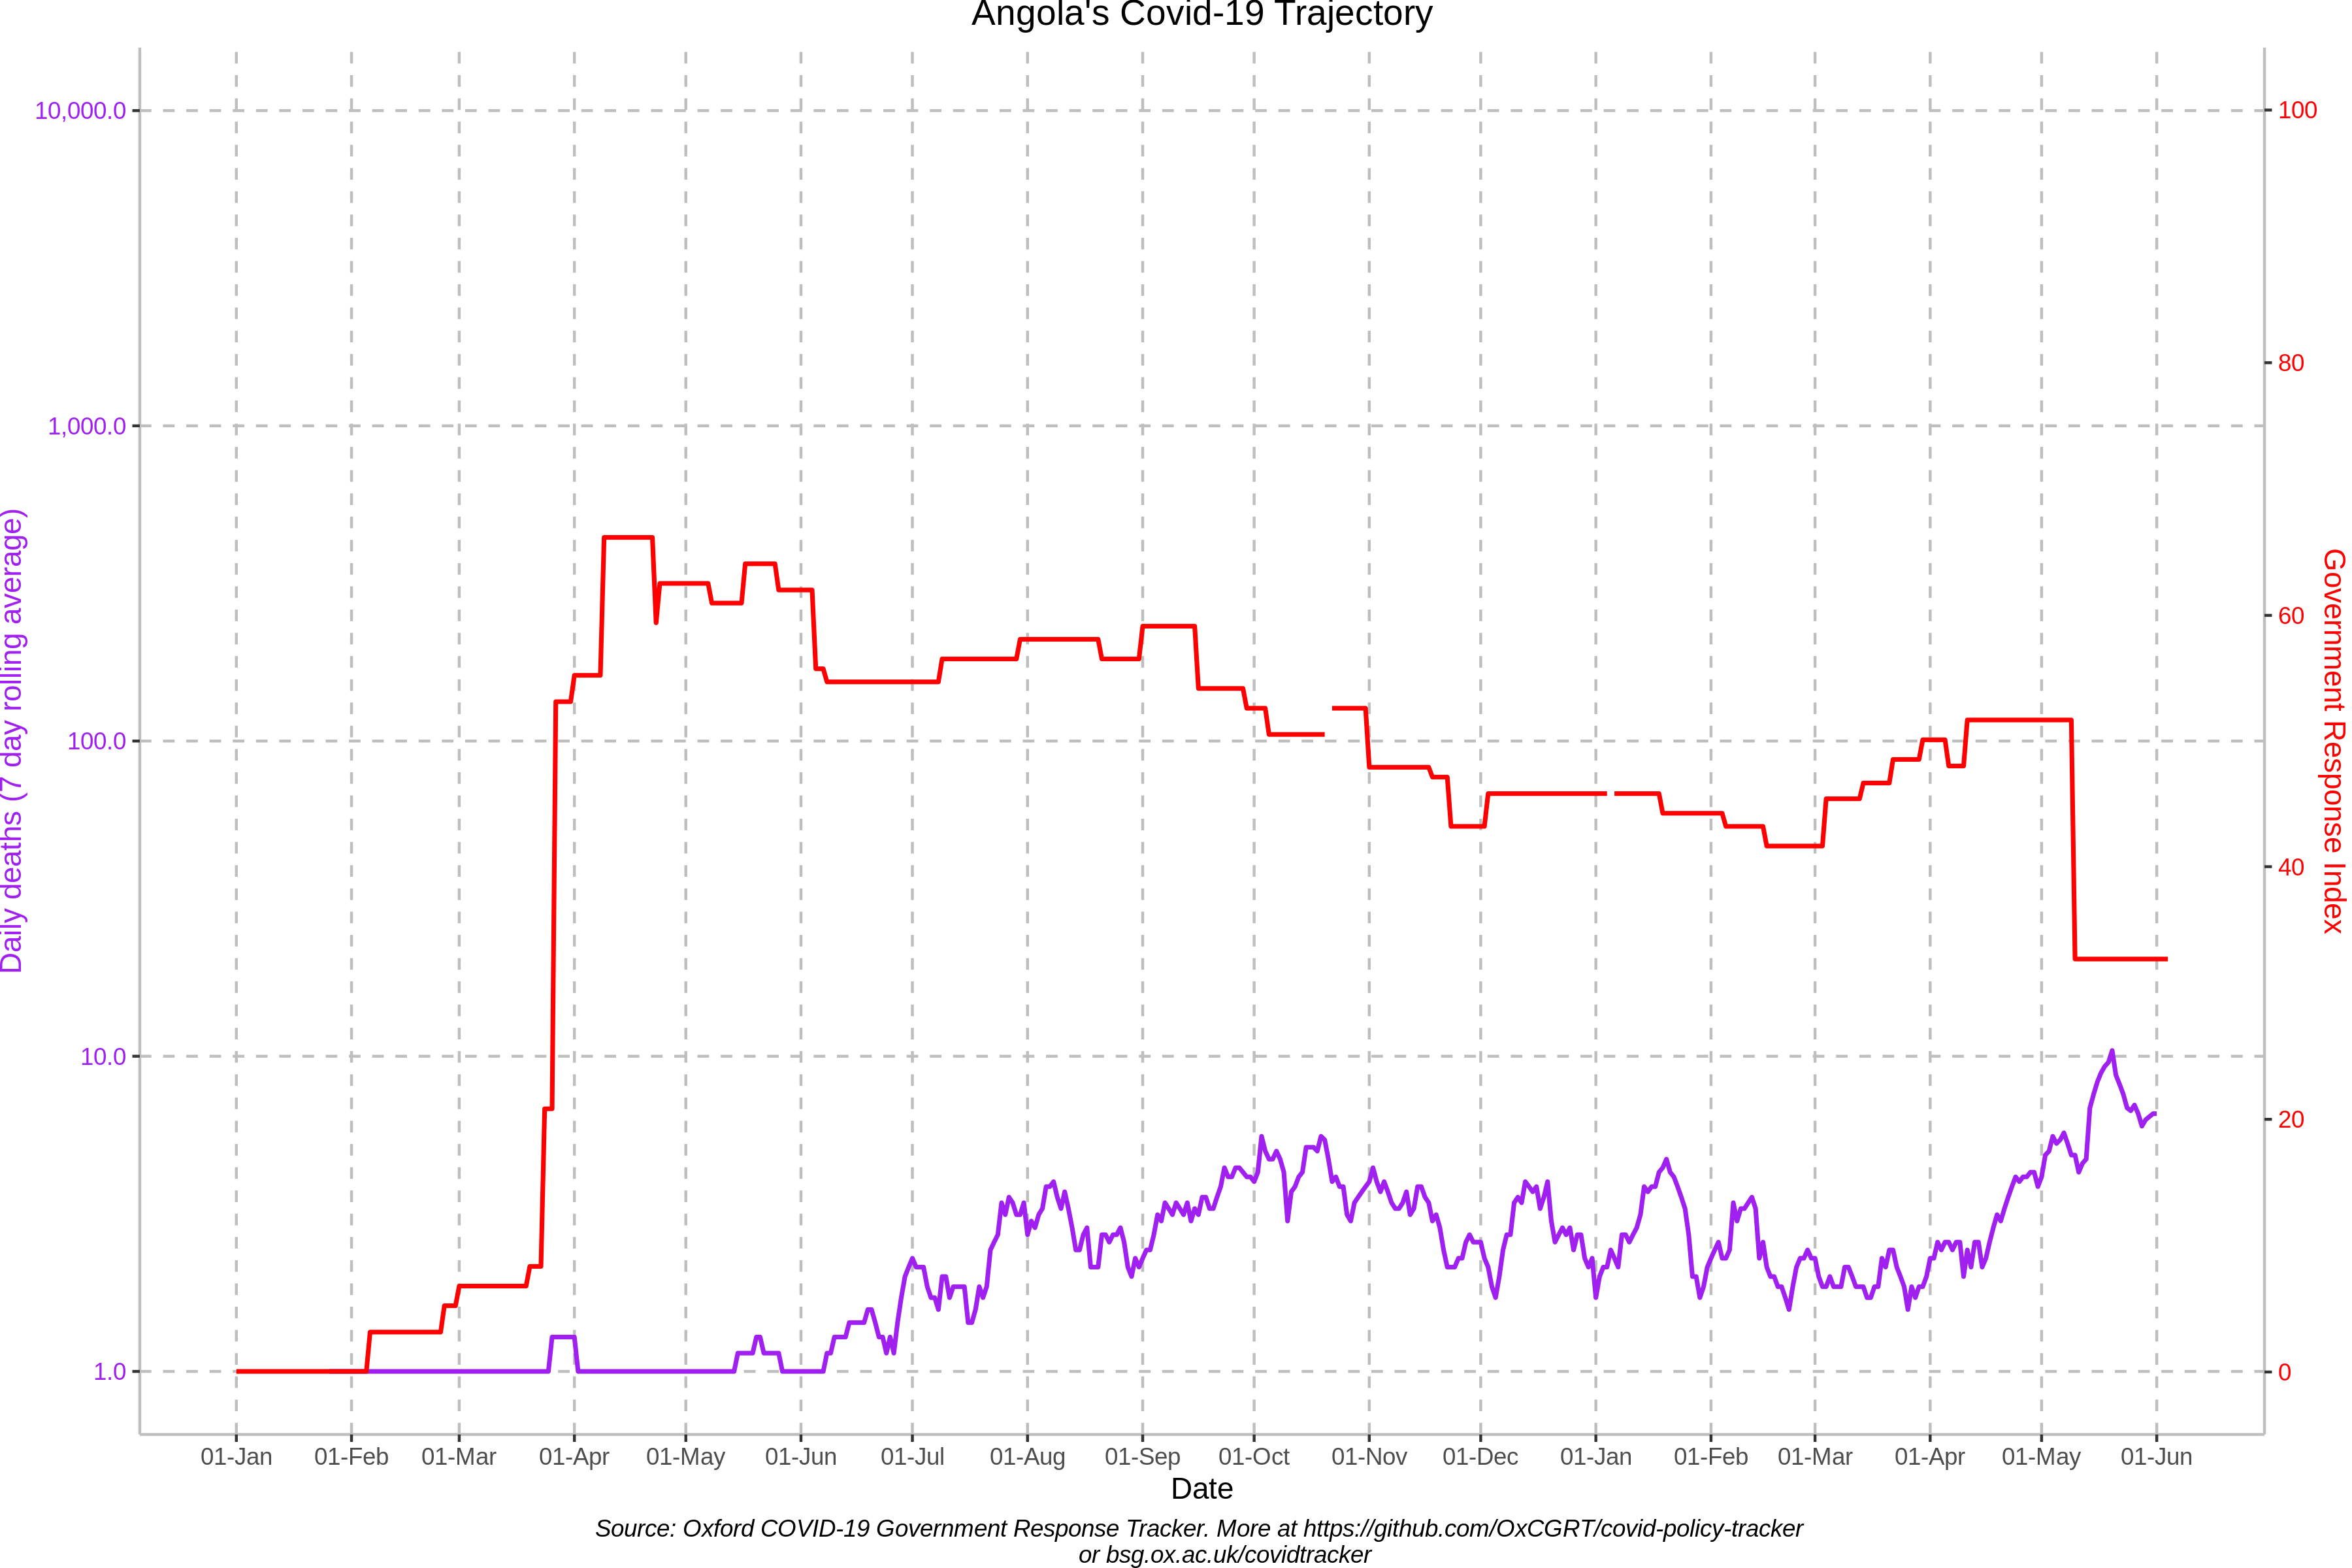 Angola's Covid-19 Trajectory
10,000.0
1,000.0
100.0
10.0
1.0
Daily deaths (7 day rolling average)
100
80
60
40
20
0
Government Response Index
01-Jan 01-Feb 01-Mar 01-Apr 01-May 01-Jun 01-Jul 01-Aug 01-Sep 01-Oct 01-Nov 01-Dec 01-Jan 01-Feb 01-Mar 01-Apr 01-May 01-Jun
Date
Source: Oxford COVID-19 Government Response Tracker. More at https://github.com/OxCGRT/covid-policy-tracker
or bsg.ox.ac.uk/covidtracker